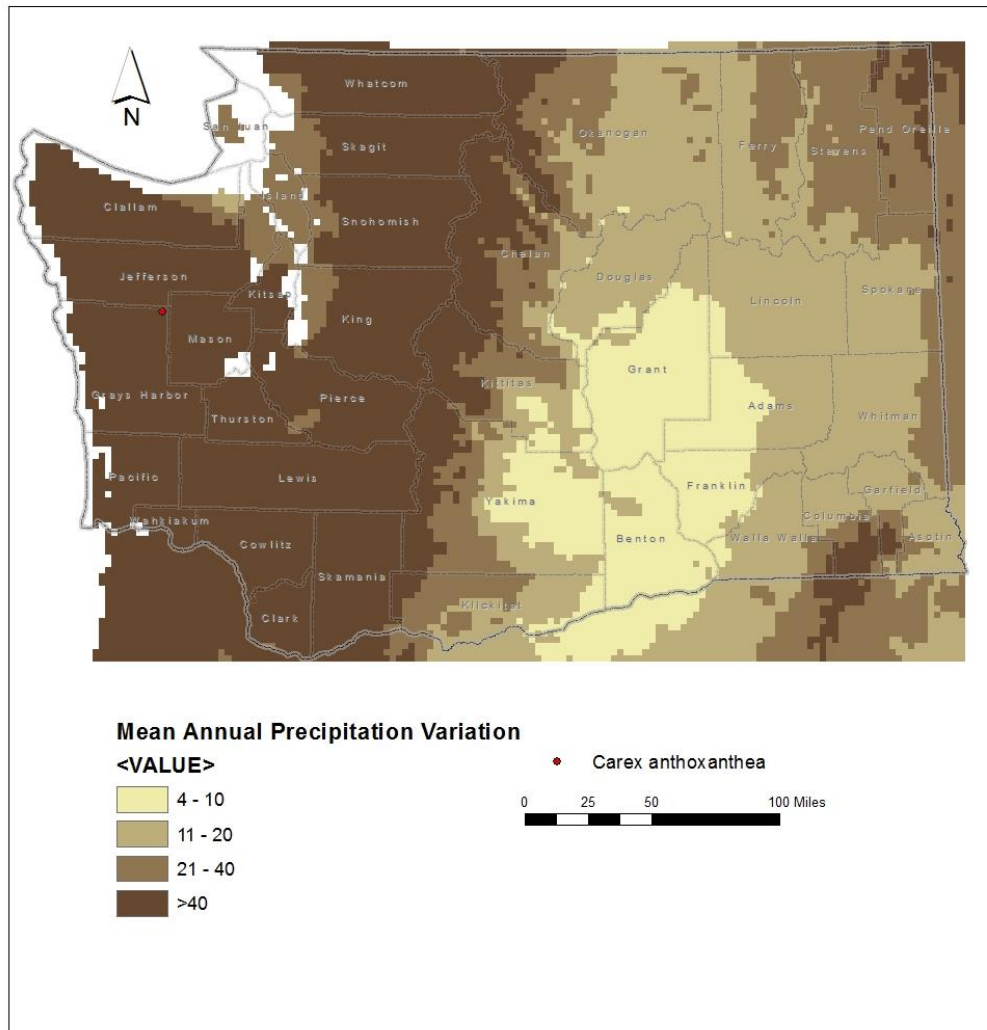 N
Whatcom
San Juan
Skagit
Okanogan
Ferry
Stevens
Pend Oreille
Clallam
Island
Snohomish
Jefferson
Chelan
Douglas
Kitsap
King
Lincoln
Spokane
Mason
Grant
Grays Harbor
Pierce
Kittitas
Adams
Thurston
Whitman
Pacific
Lewis
Yakima
Franklin
Garfield
Wahkiakum
Cowlitz
Columbia
Benton
Walla Walla
Asotin
Skamania
Klickitat
Clark
Mean Annual Precipitation Variation
<VALUE>
4 - 10
11 - 20
21 - 40
>40
Carex anthoxanthea
0 25 50 100 Miles